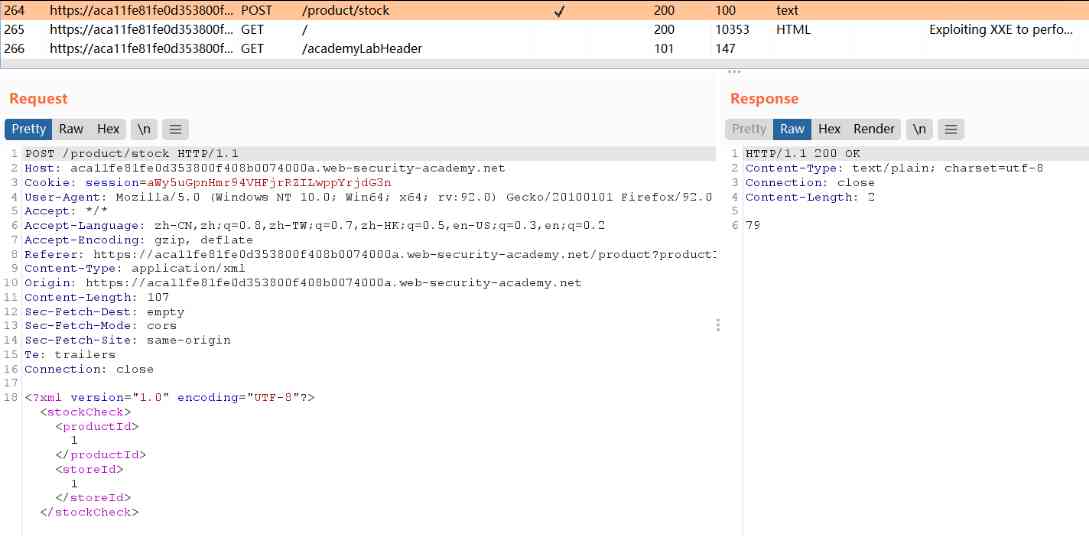 264 https://aca11fe81fe0d353800f... POST /product/stock ✓ 200 100 text
265 https://aca11fe81fe0d353800f... GET / 200 10353 HTML Exploiting XXE to perfo...
266 https://aca11fe81fe0d353800f... GET /academyLabHeader 101 147
Request
Pretty Raw Hex \n
1 POST /product/stock HTTP/1.1
2 Host: aca11fe81fe0d353800f408b0074000a.web-security-academy.net
3 Cookie: session=aWy5uGpnHmr94VHFjrRZILwppYrjdG3n
4 User-Agent: Mozilla/5.0 (Windows NT 10.0; Win64; x64; rv:92.0) Gecko/20100101 Firefox/92.0
5 Accept: */*
6 Accept-Language: zh-CN,zh;q=0.8,zh-TW;q=0.7,zh-HK;q=0.5,en-US;q=0.3,en;q=0.2
7 Accept-Encoding: gzip, deflate
8 Referer: https://aca11fe81fe0d353800f408b0074000a.web-security-academy.net/product?product
9 Content-Type: application/xml
10 Origin: https://aca11fe81fe0d353800f408b0074000a.web-security-academy.net
11 Content-Length: 107
12 Sec-Fetch-Dest: empty
13 Sec-Fetch-Mode: cors
14 Sec-Fetch-Site: same-origin
15 Te: trailers
16 Connection: close
17
18 <?xml version="1.0" encoding="UTF-8"?>
<stockCheck>
<productId>
1
</productId>
<storeId>
1
</storeId>
</stockCheck>
Response
Pretty Raw Hex Render \n
1 HTTP/1.1 200 OK
2 Content-Type: text/plain; charset=utf-8
3 Connection: close
4 Content-Length: 2
5
6 79